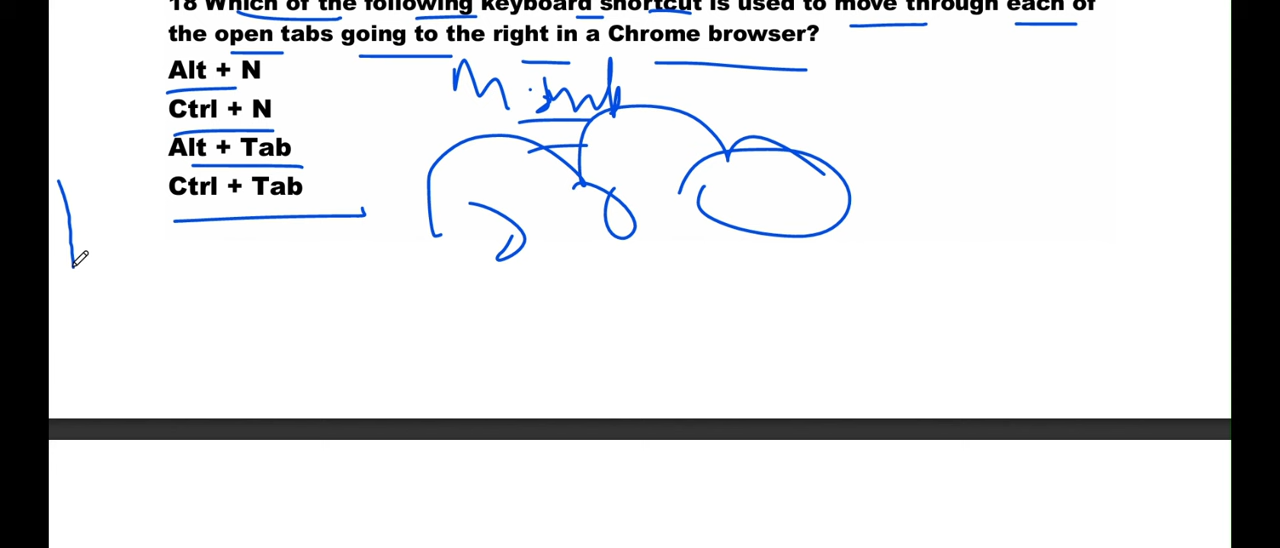 18 Which of the following keyboard shortcut is used to move through each of
the open tabs going to the right in a Chrome browser?
Alt + N
Ctrl + N
Alt + Tab
Ctrl + Tab